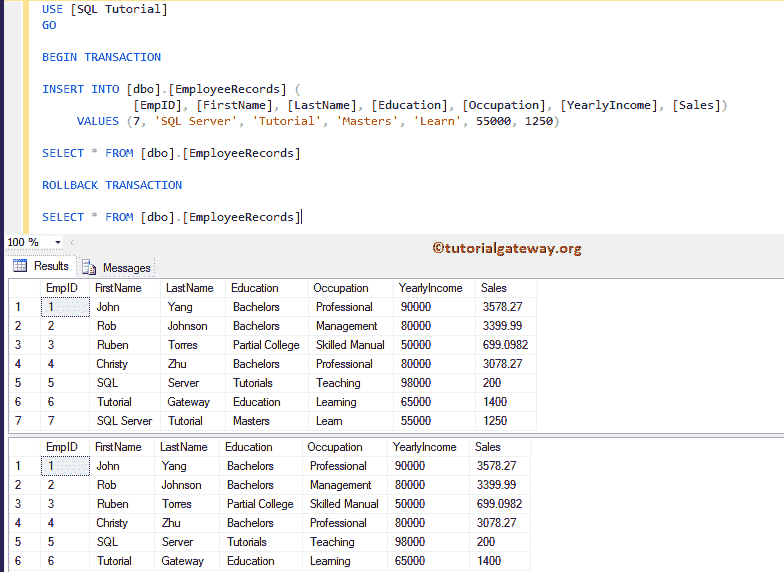 USE [SQL Tutorial]
GO
BEGIN TRANSACTION
INSERT INTO [dbo].[EmployeeRecords] (
[EmpID], [FirstName], [LastName], [Education], [Occupation], [YearlyIncome], [Sales])
VALUES (7, 'SQL Server', 'Tutorial', 'Masters', 'Learn', 55000, 1250)
SELECT * FROM [dbo].[EmployeeRecords]
ROLLBACK TRANSACTION
SELECT * FROM [dbo].[EmployeeRecords]
100 %
©tutorialgateway.org
Results Messages
EmpID FirstName LastName Education Occupation YearlyIncome Sales
1 1 John Yang Bachelors Professional 90000 3578.27
2 2 Rob Johnson Bachelors Management 80000 3399.99
3 3 Ruben Torres Partial College Skilled Manual 50000 699.0982
4 4 Christy Zhu Bachelors Professional 80000 3078.27
5 5 SQL Server Tutorials Teaching 98000 200
6 6 Tutorial Gateway Education Learning 65000 1400
7 7 SQL Server Tutorial Masters Learn 55000 1250
EmpID FirstName LastName Education Occupation YearlyIncome Sales
1 1 John Yang Bachelors Professional 90000 3578.27
2 2 Rob Johnson Bachelors Management 80000 3399.99
3 3 Ruben Torres Partial College Skilled Manual 50000 699.0982
4 4 Christy Zhu Bachelors Professional 80000 3078.27
5 5 SQL Server Tutorials Teaching 98000 200
6 6 Tutorial Gateway Education Learning 65000 1400